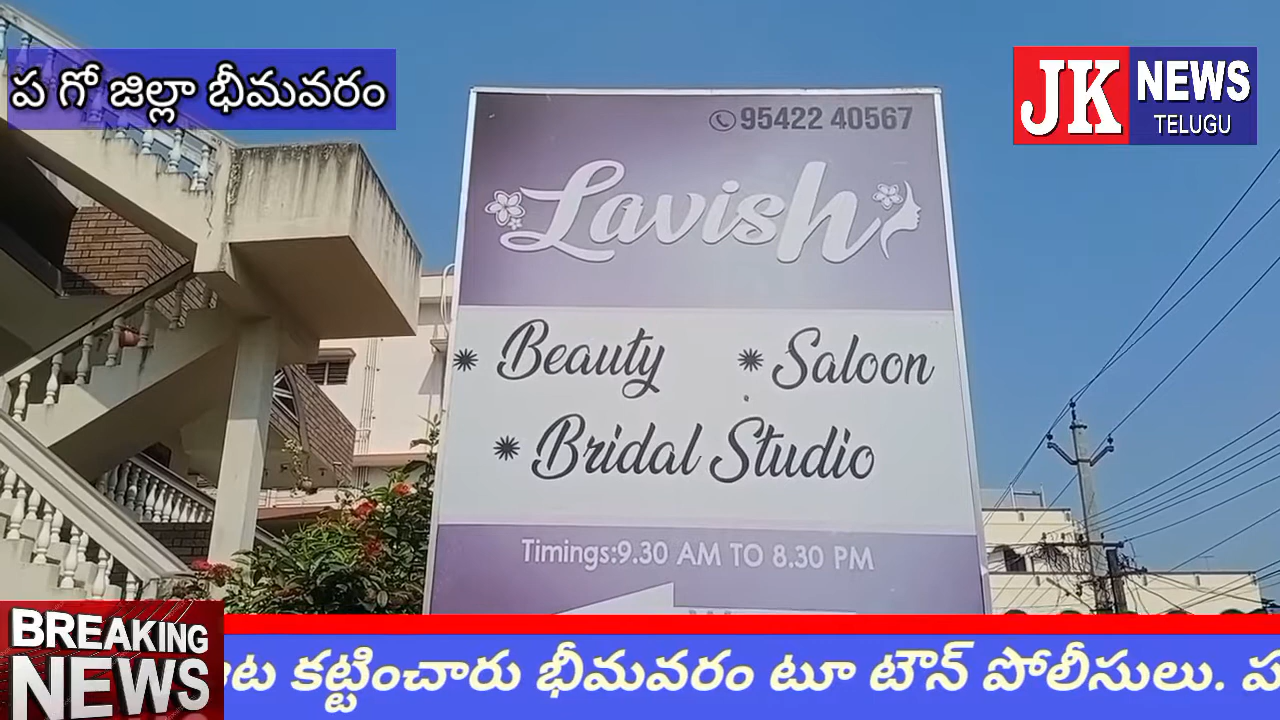 ప గో జిల్లా భీమవరం
JK NEWS
TELUGU
95422 40567
Lavish
Beauty
Saloon
Bridal Studio
Timings:9.30 AM TO 8.30 PM
BREAKING
NEWS
కట్టించారు భీమవరం టూ టౌన్ పోలీసులు.